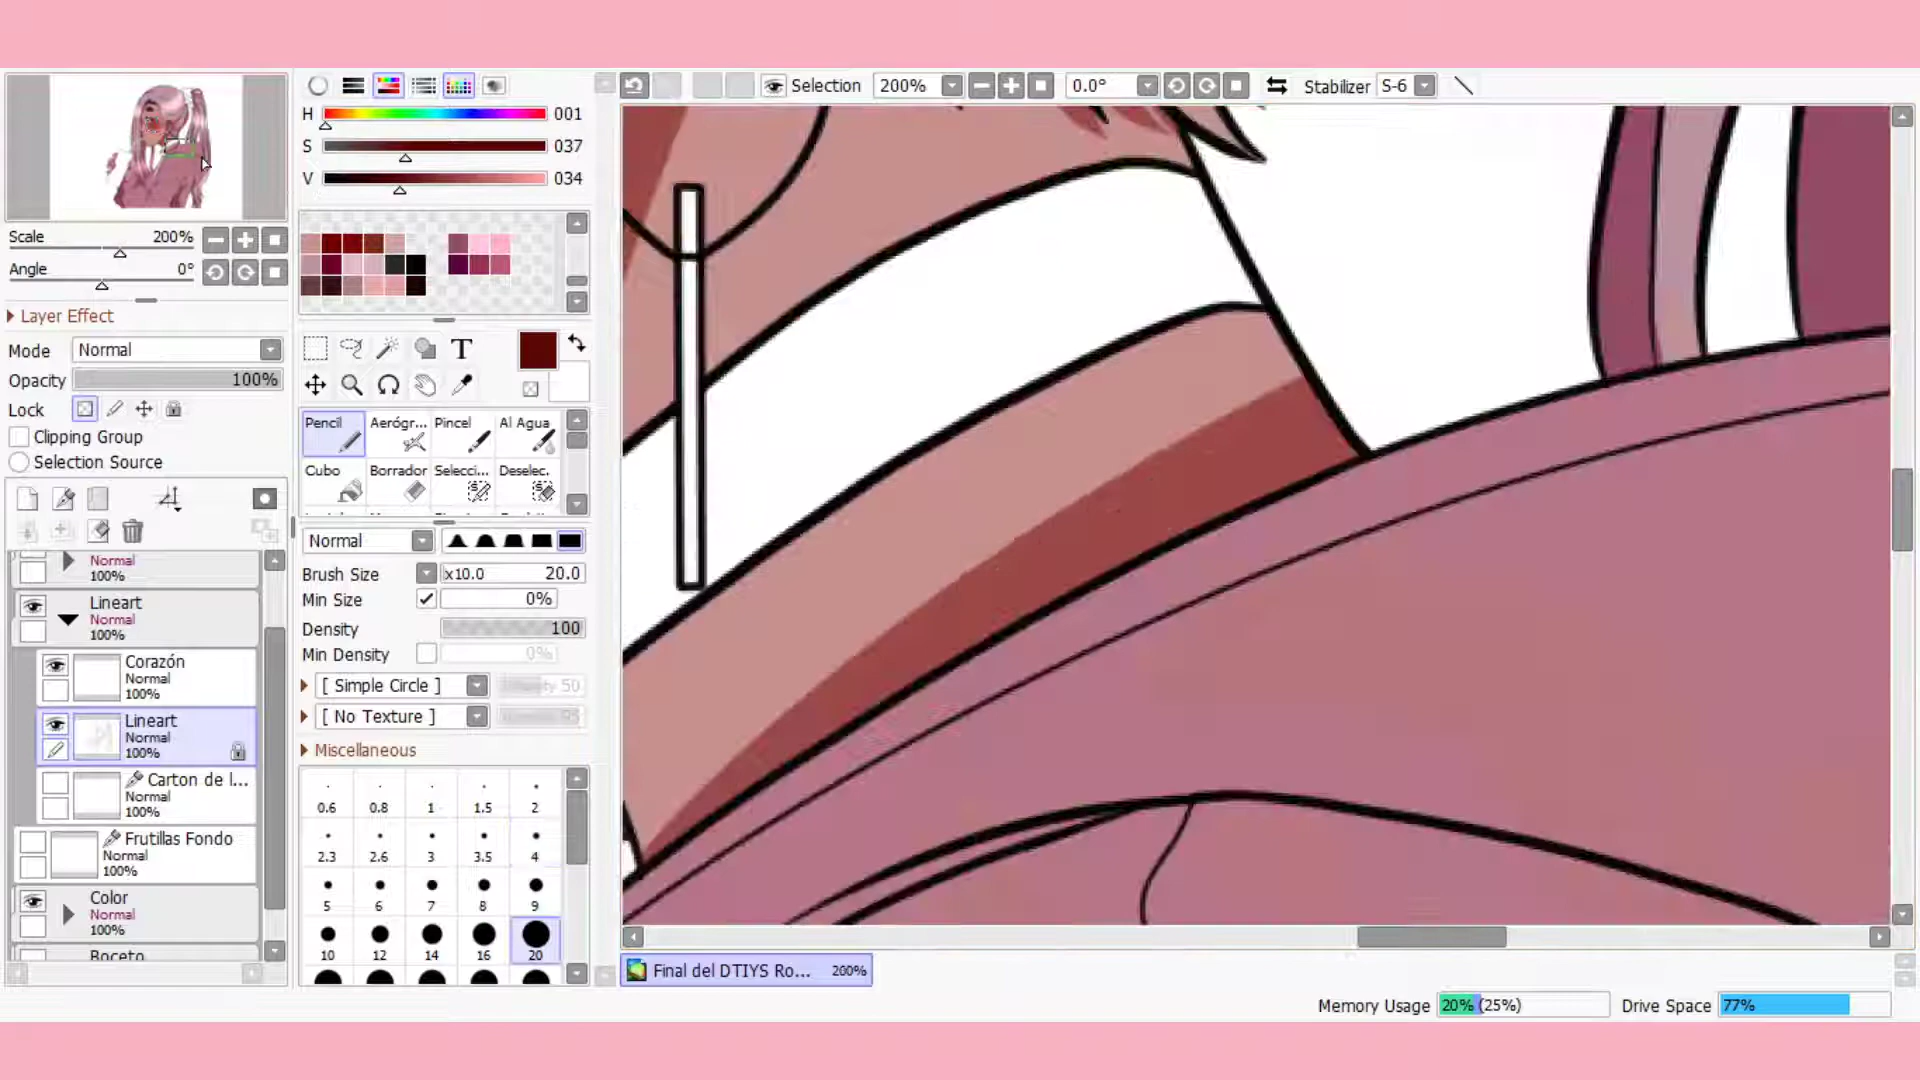 Selection 200% 0.0° Stabilizer S-6
H 001
S 037
V 034
Scale 200%
Angle 0°
Layer Effect
Mode Normal
Opacity 100%
Lock
Clipping Group
Selection Source
Normal
100%
Lineart
Normal
100%
Corazón
Normal
100%
Lineart
Normal
100%
Carton de l...
Normal
100%
Frutillas Fondo
Normal
100%
Color
Normal
100%
Boceto
T
Pencil Aerógr... Pincel Al Agua
Cubo Borrador Selecci... Deselec.
Normal
Brush Size x10.0 20.0
Min Size 0%
Density 100
Min Density 0%
[ Simple Circle ] 50
[ No Texture ] 95
Miscellaneous
0.6 0.8 1 1.5 2
2.3 2.6 3 3.5 4
5 6 7 8 9
10 12 14 16 20
Final del DTIYS Ro... 200%
Memory Usage 20% (25%) Drive Space 77%